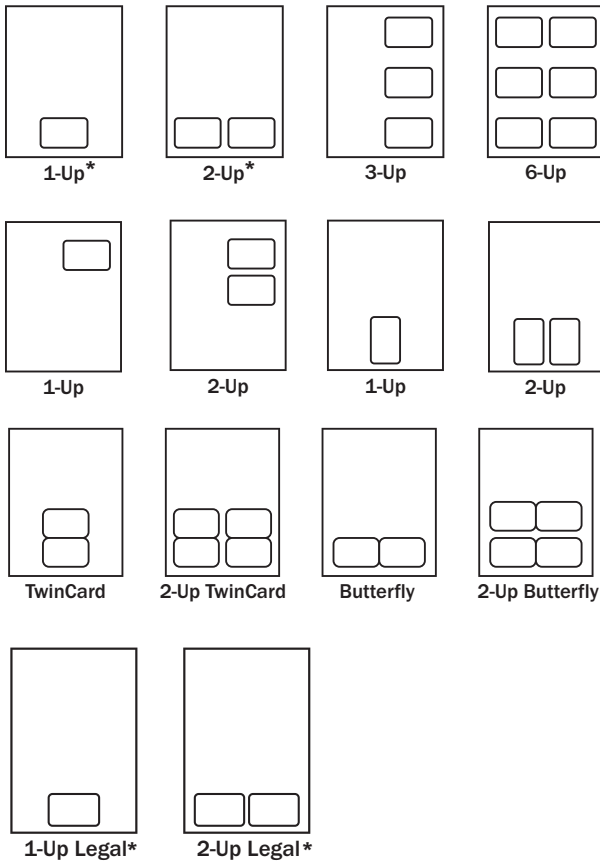 1-Up*
2-Up*
3-Up
6-Up
1-Up
2-Up
1-Up
2-Up
TwinCard
2-Up TwinCard
Butterfly
2-Up Butterfly
1-Up Legal*
2-Up Legal*